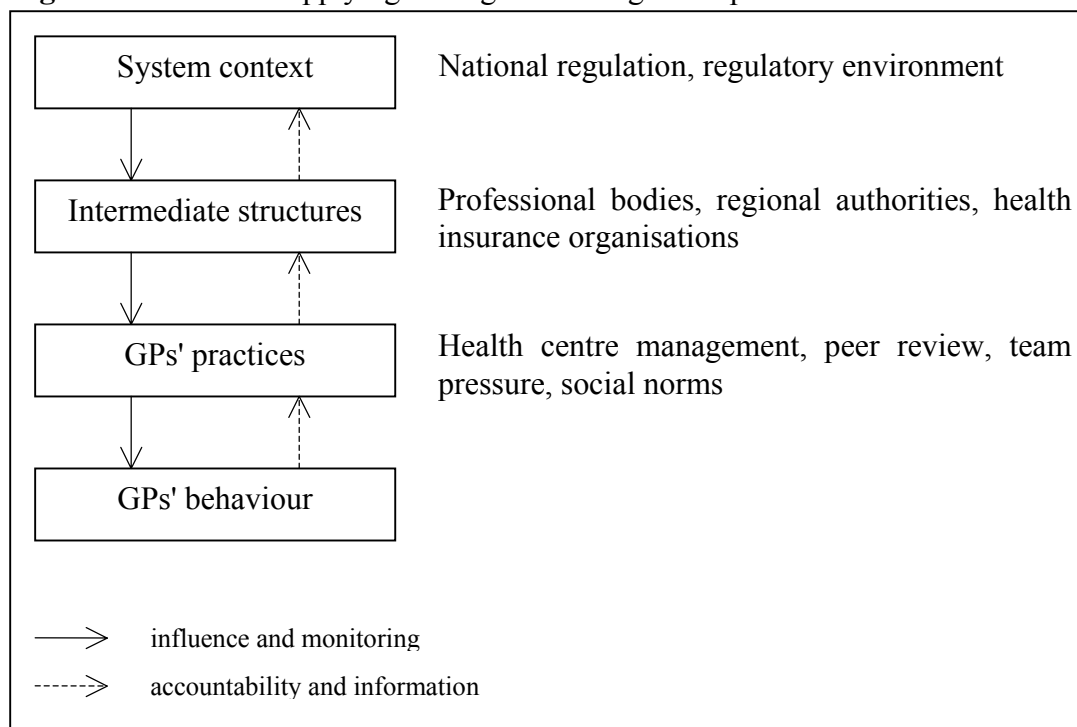 System context
National regulation, regulatory environment
Intermediate structures
Professional bodies, regional authorities, health
insurance organisations
GPs' practices
Health centre management, peer review, team
pressure, social norms
GPs' behaviour
influence and monitoring
accountability and information